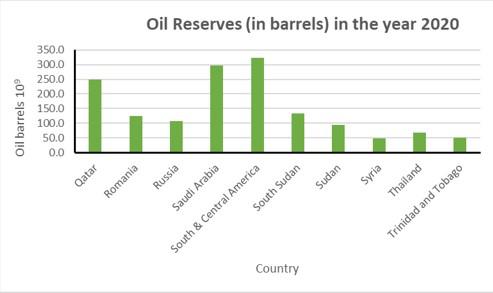 Oil Reserves (in barrels) in the year 2020
Oil barrels 10⁹
350.0
300.0
250.0
200.0
150.0
100.0
50.0
0.0
Qatar
Romania
Russia
Saudi Arabia
South & Central America
South Sudan
Sudan
Syria
Thailand
Trinidad and Tobago
Country